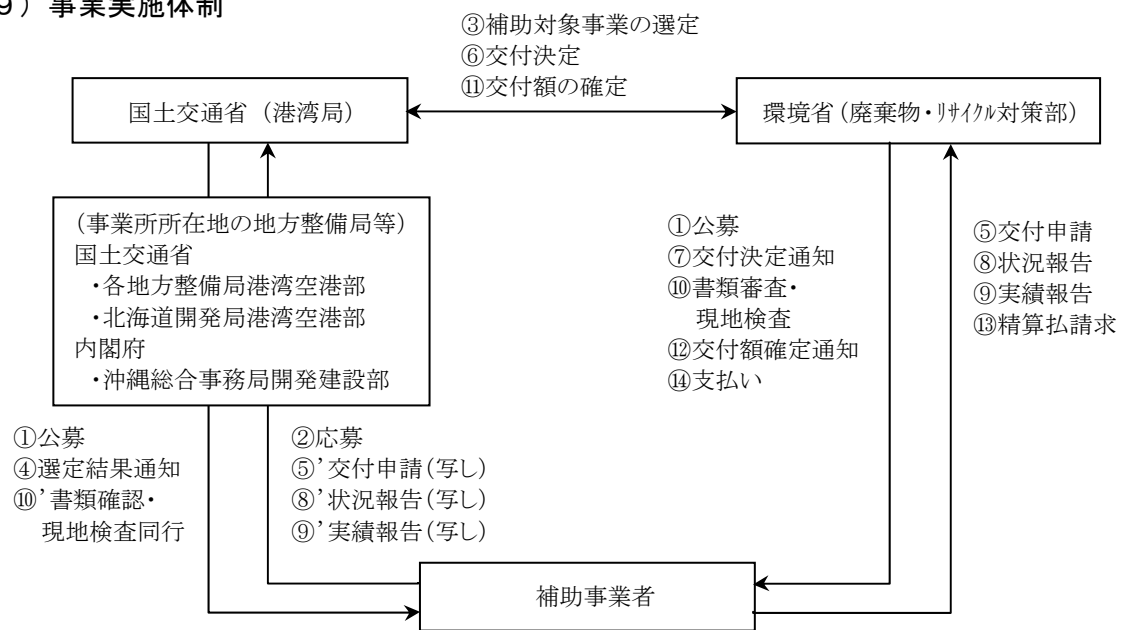 9）事業実施体制
③補助対象事業の選定
⑥交付決定
⑪交付額の確定
国土交通省（港湾局）
環境省（廃棄物・ﾘｻｲｸﾙ対策部）
（事業所所在地の地方整備局等）
国土交通省
・各地方整備局港湾空港部
・北海道開発局港湾空港部
内閣府
・沖縄総合事務局開発建設部
①公募
⑦交付決定通知
⑩書類審査・
現地検査
⑫交付額確定通知
⑭支払い
⑤交付申請
⑧状況報告
⑨実績報告
⑬精算払請求
①公募
④選定結果通知
⑩’書類確認・
現地検査同行
②応募
⑤’交付申請（写し）
⑧’状況報告（写し）
⑨’実績報告（写し）
補助事業者